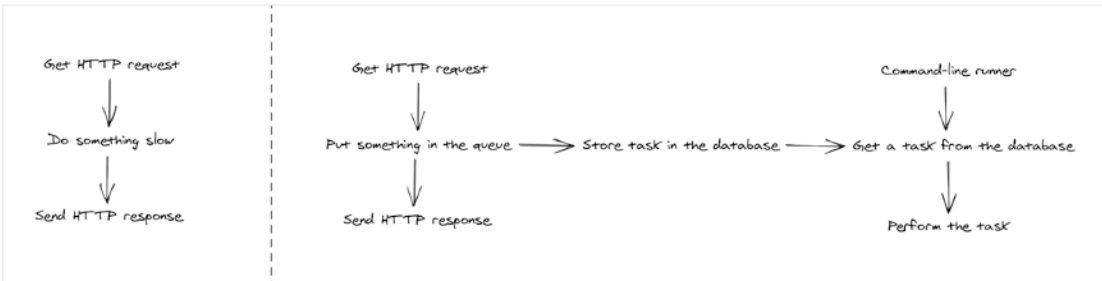 Get HTTP request
Do something slow
Send HTTP response
Get HTTP request
Put something in the queue
Send HTTP response
Store task in the database
Command-line runner
Get a task from the database
Perform the task